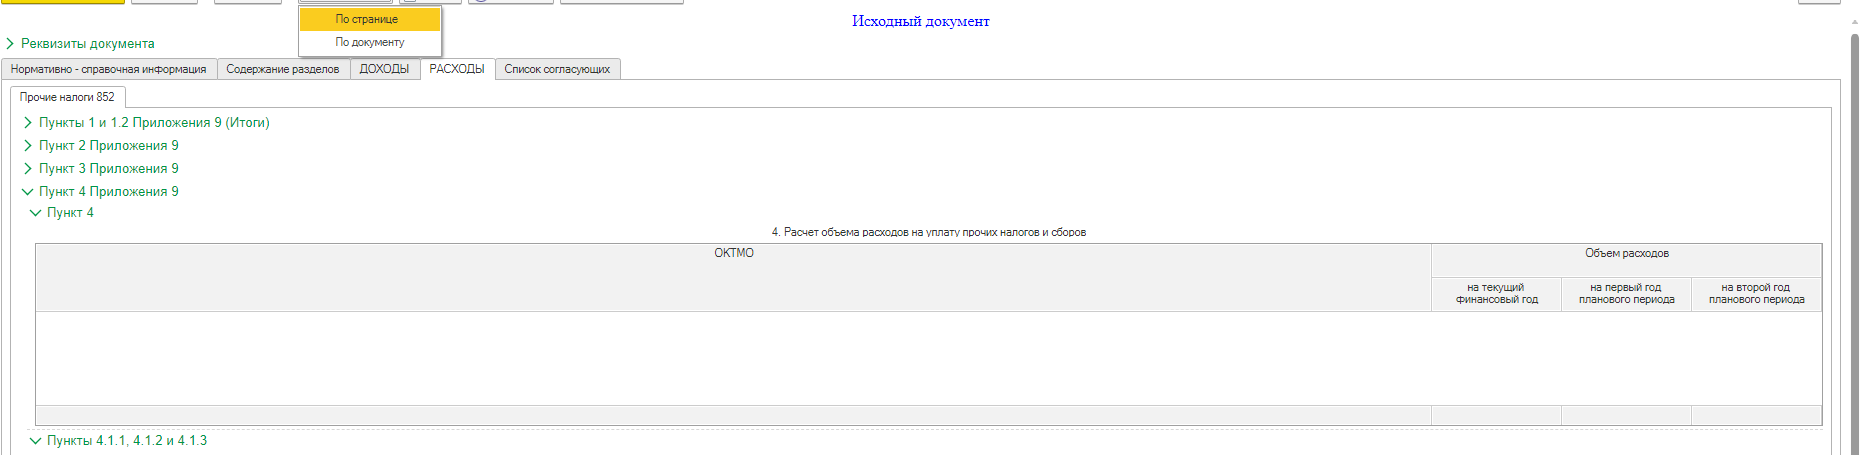 По странице
По документу
Исходный документ
Реквизиты документа
Нормативно - справочная информация
Содержание разделов
ДОХОДЫ
РАСХОДЫ
Список согласующих
Прочие налоги 852
Пункты 1 и 1.2 Приложения 9 (Итоги)
Пункт 2 Приложения 9
Пункт 3 Приложения 9
Пункт 4 Приложения 9
Пункт 4
4. Расчет объема расходов на уплату прочих налогов и сборов
ОКТМО
Объем расходов
на текущий
финансовый год
на первый год
планового периода
на второй год
планового периода
Пункты 4.1.1, 4.1.2 и 4.1.3